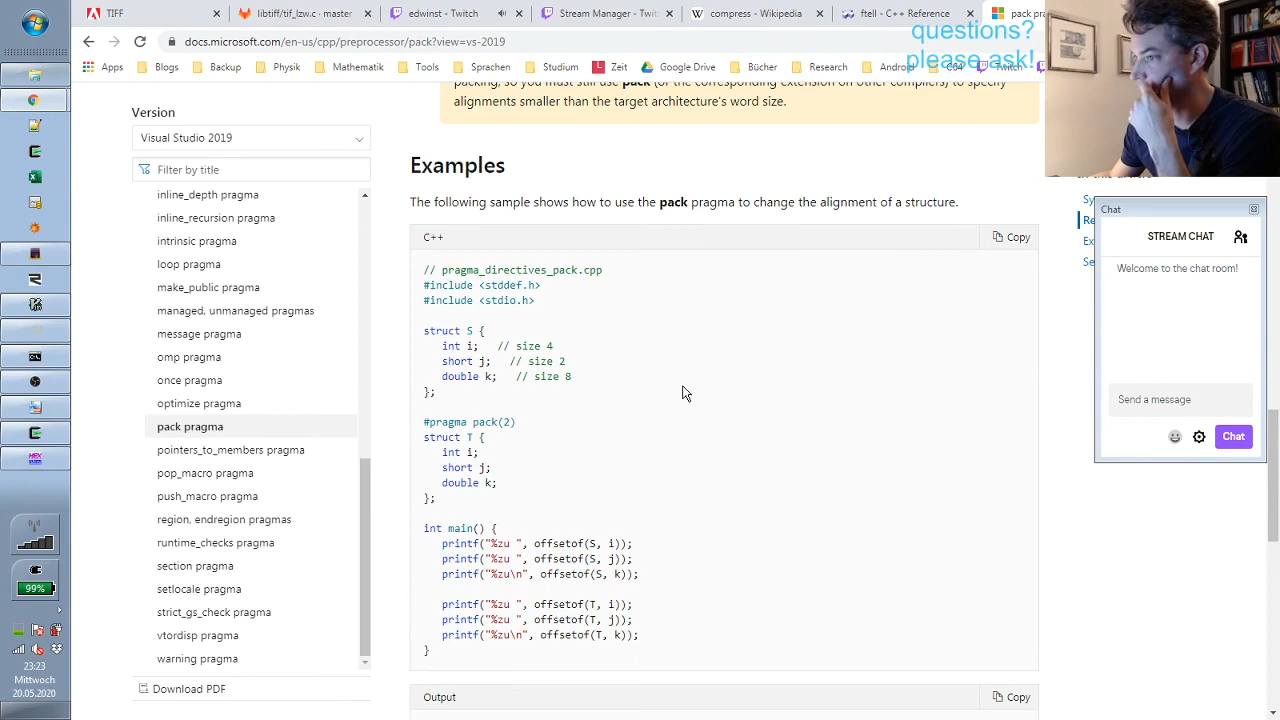 TIFF
libtiff/
edwinst - Twitch
Stream Manager - Twit
Wikipe
ftell - C++ Reference
pack pr
docs.microsoft.com/en-us/cpp/preprocessor/pack?view=vs-2019
questions?
please ask!
Apps
Blogs
Tools
Sprachen
Studium
Zeit
Google Drive
Bücher
Research
Android
Twitch
packing, so you must still use pack (or the corresponding extension on other compilers) to specify
alignments smaller than the target architecture's word size.
Version
Visual Studio 2019
Filter by title
inline_depth pragma
inline_recursion pragma
intrinsic pragma
loop pragma
make_public pragma
managed, unmanaged pragmas
message pragma
omp pragma
once pragma
optimize pragma
pack pragma
pointers_to_members pragma
pop_macro pragma
push_macro pragma
region, endregion pragmas
runtime_checks pragma
section pragma
setlocale pragma
strict_gs_check pragma
vtordisp pragma
warning pragma
Download PDF
Examples
The following sample shows how to use the pack pragma to change the alignment of a structure.
C++
Copy
// pragma_directives_pack.cpp
#include <stddef.h>
#include <stdio.h>
struct S {
int i;   // size 4
short j;   // size 2
double k;   // size 8
};
#pragma pack(2)
struct T {
int i;
short j;
double k;
};
int main() {
printf("%zu ", offsetof(S, i));
printf("%zu ", offsetof(S, j));
printf("%zu\n", offsetof(S, k));
printf("%zu ", offsetof(T, i));
printf("%zu ", offsetof(T, j));
printf("%zu\n", offsetof(T, k));
}
Output
Copy
Sy
Re
Ex
Se
Chat
STREAM CHAT
Welcome to the chat room!
Send a message
Chat
HEX
99%
23:23
Mittwoch
20.05.2020